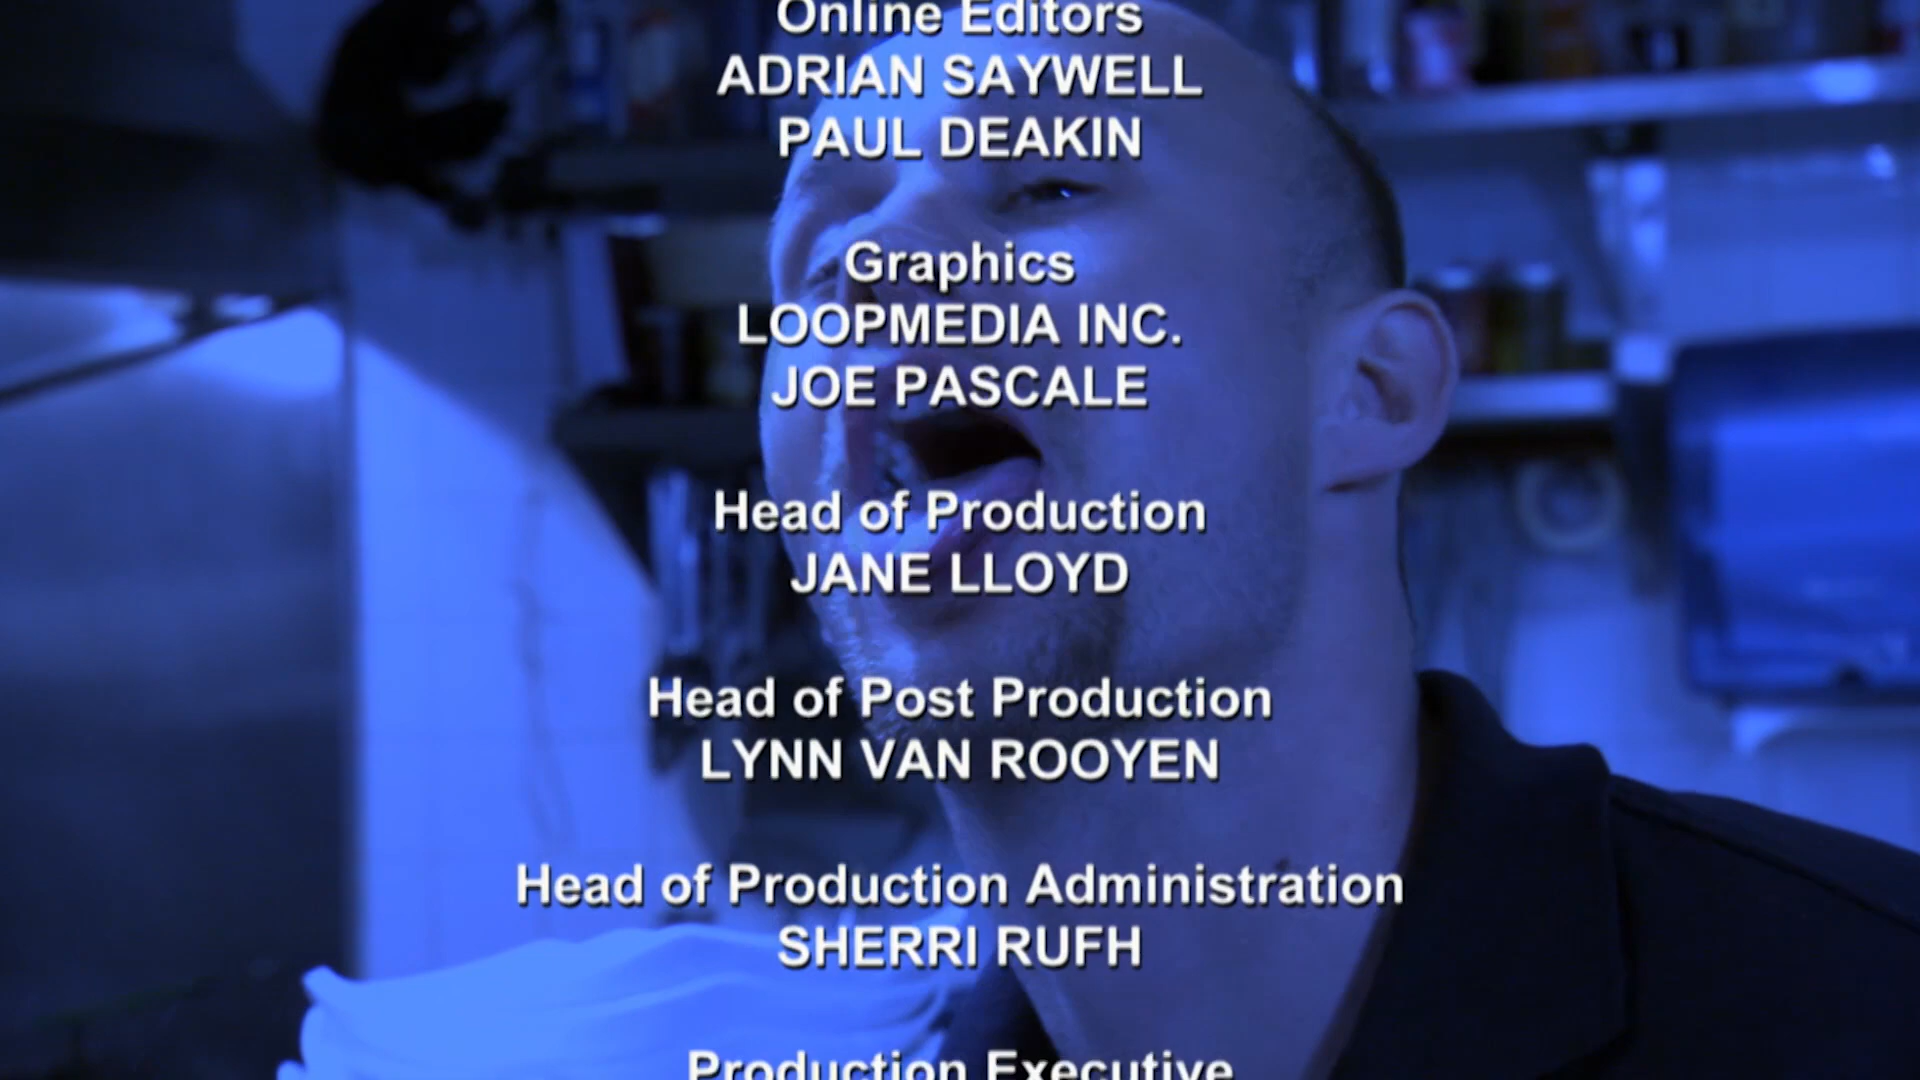 Online Editors
ADRIAN SAYWELL
PAUL DEAKIN
Graphics
LOOPMEDIA INC.
JOE PASCALE
Head of Production
JANE LLOYD
Head of Post Production
LYNN VAN ROOYEN
Head of Production Administration
SHERRI RUFH
Production Executive